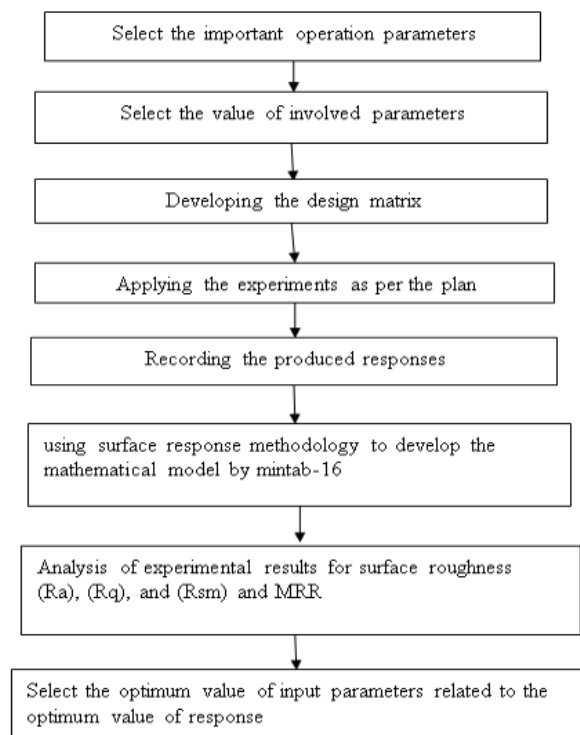 Select the important operation parameters
Select the value of involved parameters
Developing the design matrix
Applying the experiments as per the plan
Recording the produced responses
using surface response methodology to develop the
mathematical model by mintab-16
Analysis of experimental results for surface roughness
(Ra), (Rq), and (Rsm) and MRR
Select the optimum value of input parameters related to the
optimum value of response